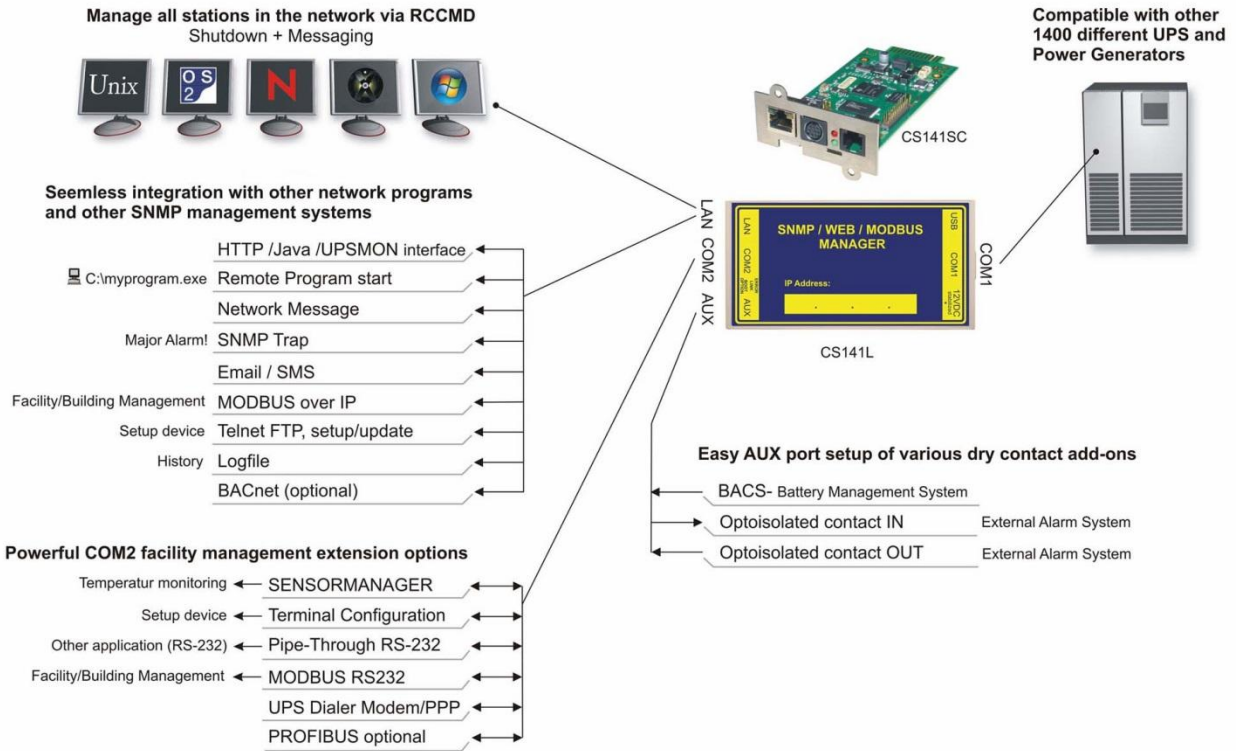 Manage all stations in the network via RCCMD
Shutdown + Messaging
Unix
OS
2
N
Compatible with other
1400 different UPS and
Power Generators
CS141SC
Seemless integration with other network programs
and other SNMP management systems
HTTP /Java /UPSMON interface
C:\myprogram.exe Remote Program start
Network Message
Major Alarm! SNMP Trap
Email / SMS
Facility/Building Management MODBUS over IP
Setup device Telnet FTP, setup/update
History Logfile
BACnet (optional)
LAN COM2 AUX
LAN COM2 AUX
SNMP / WEB / MODBUS
MANAGER
IP Address:
. . .
USB COM1 12VDC
COM1
CS141L
Easy AUX port setup of various dry contact add-ons
BACS- Battery Management System
Optoisolated contact IN External Alarm System
Optoisolated contact OUT External Alarm System
Powerful COM2 facility management extension options
Temperatur monitoring SENSORMANAGER
Setup device Terminal Configuration
Other application (RS-232) Pipe-Through RS-232
Facility/Building Management MODBUS RS232
UPS Dialer Modem/PPP
PROFIBUS optional